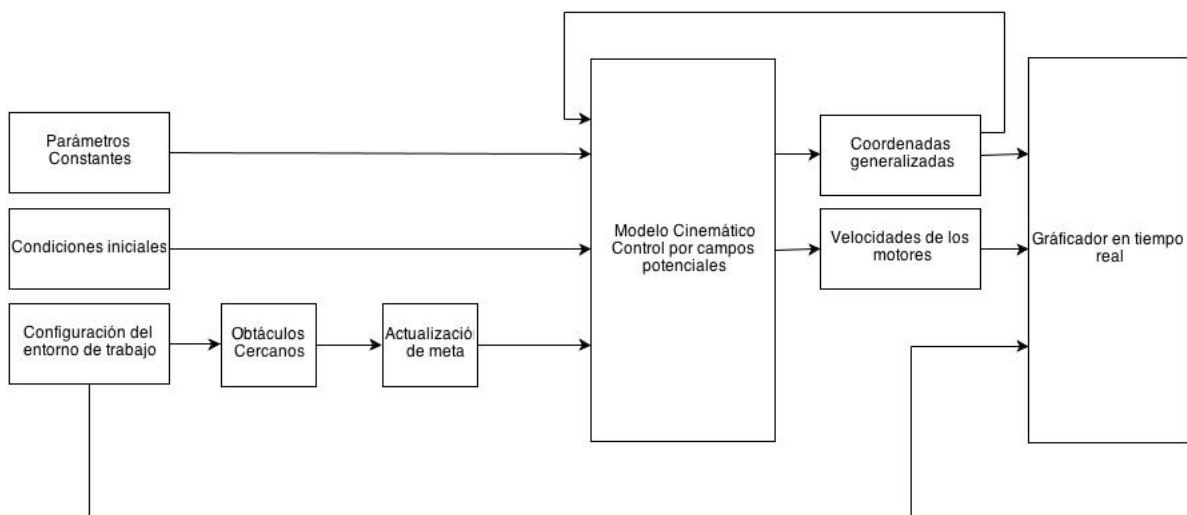 Parámetros
Constantes
Condiciones iniciales
Configuración del
entorno de trabajo
Obtáculos
Cercanos
Actualización
de meta
Modelo Cinemático
Control por campos
potenciales
Coordenadas
generalizadas
Velocidades de los
motores
Gráficador en tiempo
real